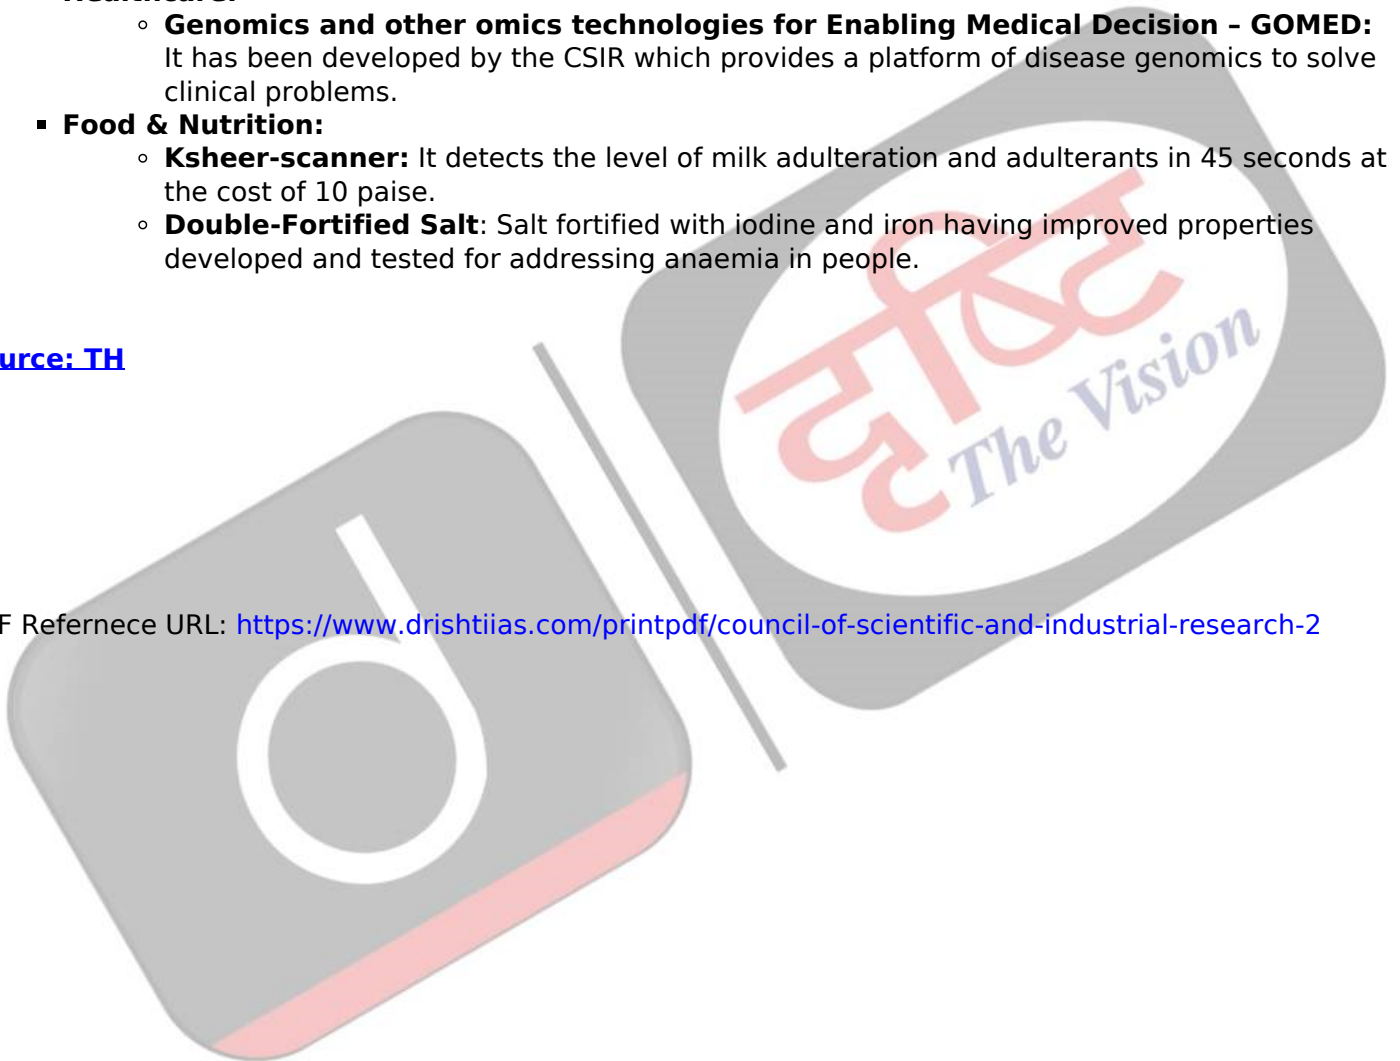 Healthcare:
Genomics and other omics technologies for Enabling Medical Decision – GOMED:
It has been developed by the CSIR which provides a platform of disease genomics to solve
clinical problems.
Food & Nutrition:
Ksheer-scanner: It detects the level of milk adulteration and adulterants in 45 seconds at
the cost of 10 paise.
Double-Fortified Salt: Salt fortified with iodine and iron having improved properties
developed and tested for addressing anaemia in people.
urce: TH
दृष्टि
The Vision
d
F Refernece URL: https://www.drishtiias.com/printpdf/council-of-scientific-and-industrial-research-2